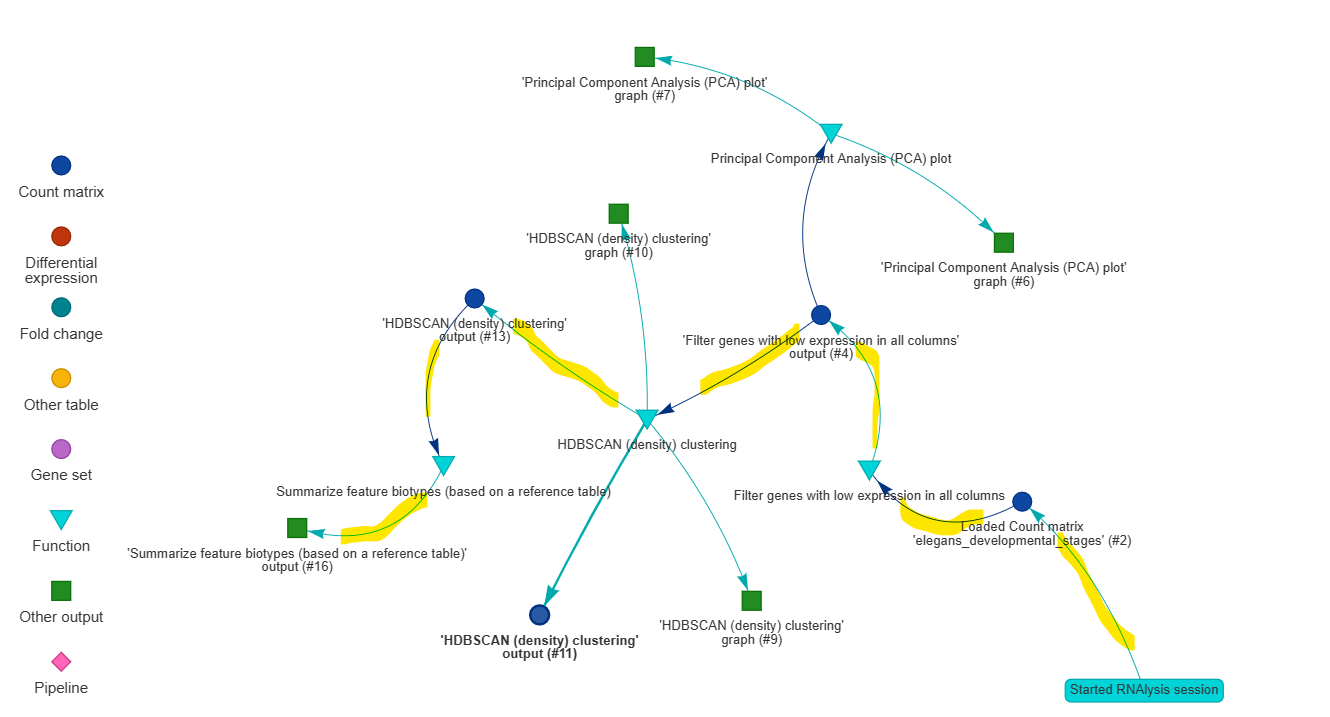 Count matrix
Differential
expression
Fold change
Other table
Gene set
Function
Other output
Pipeline
'Principal Component Analysis (PCA) plot'
graph (#7)
Principal Component Analysis (PCA) plot
'HDBSCAN (density) clustering'
graph (#10)
'Principal Component Analysis (PCA) plot'
graph (#6)
'HDBSCAN (density) clustering'
output (#13)
'Filter genes with low expression in all columns'
output (#4)
HDBSCAN (density) clustering
Summarize feature biotypes (based on a reference table)
Filter genes with low expression in all columns
Loaded Count matrix
'elegans_developmental_stages' (#2)
'Summarize feature biotypes (based on a reference table)'
output (#16)
'HDBSCAN (density) clustering'
output (#11)
'HDBSCAN (density) clustering'
graph (#9)
Started RNAlysis session